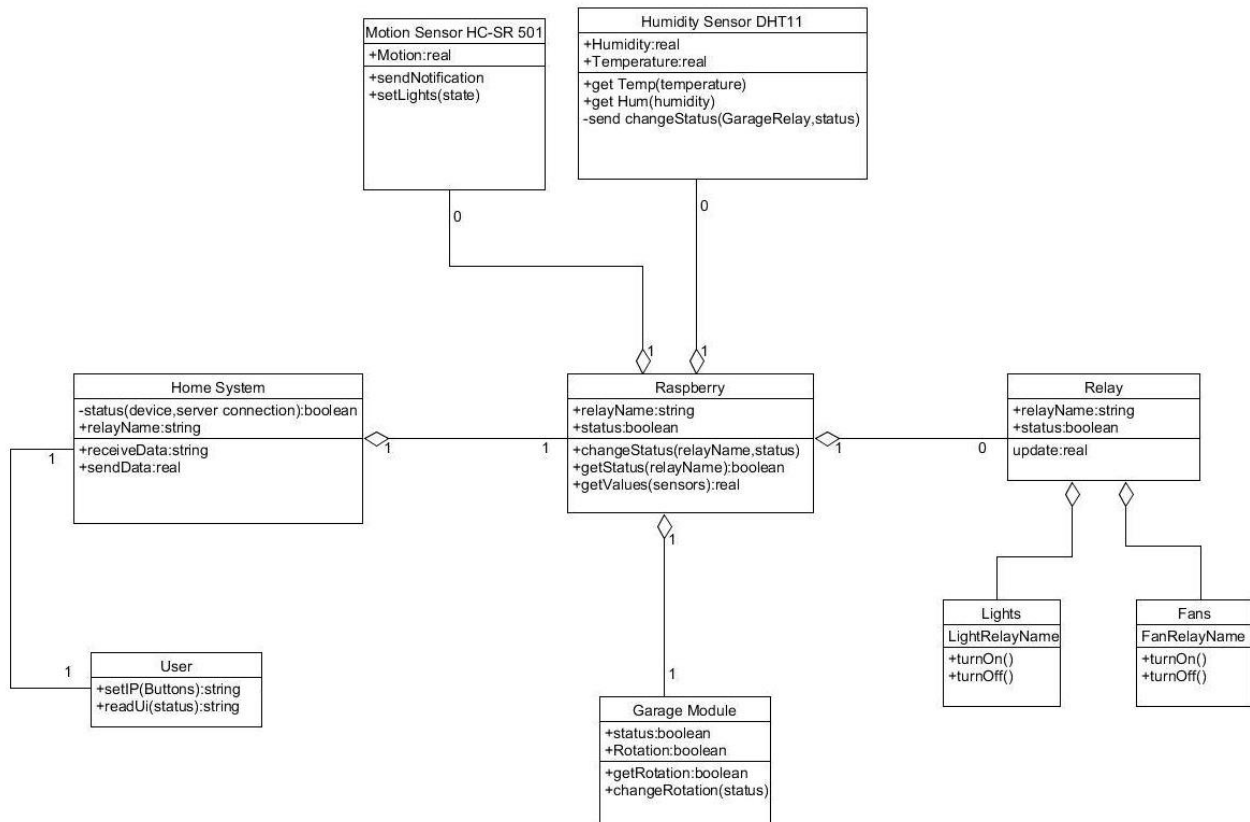 Motion Sensor HC-SR 501
+Motion:real
+sendNotification
+setLights(state)
0
Humidity Sensor DHT11
+Humidity:real
+Temperature:real
+get Temp(temperature)
+get Hum(humidity)
-send changeStatus(GarageRelay,status)
0
1
1
Home System
-status(device,server connection):boolean
+relayName:string
+receiveData:string
+sendData:real
1
1
1
Raspberry
+relayName:string
+status:boolean
+changeStatus(relayName,status)
+getStatus(relayName):boolean
+getValues(sensors):real
1
0
1
Relay
+relayName:string
+status:boolean
update:real
Lights
LightRelayName
+turnOn()
+turnOff()
Fans
FanRelayName
+turnOn()
+turnOff()
1
User
+setIP(Buttons):string
+readUi(status):string
1
Garage Module
+status:boolean
+Rotation:boolean
+getRotation:boolean
+changeRotation(status)